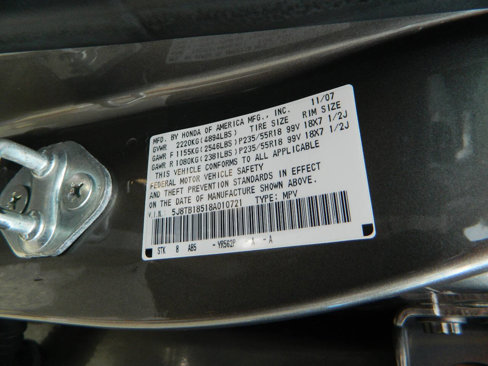 MFD. BY HONDA OF AMERICA MFG., INC. 11/07
GVWR 2220KG(4894LBS) TIRE SIZE RIM SIZE
GAWR F 1155KG(2546LBS)P235/55R18 99V 18X7 1/2J
GAWR R 1080KG(2381LBS)P235/55R18 99V 18X7 1/2J
THIS VEHICLE CONFORMS TO ALL APPLICABLE
FEDERAL MOTOR VEHICLE SAFETY
AND THEFT PREVENTION STANDARDS IN EFFECT
ON THE DATE OF MANUFACTURE SHOWN ABOVE.
V.I.N. 5J8TB18518A010721 TYPE: MPV
STK 8 ABS - YR562P A - A